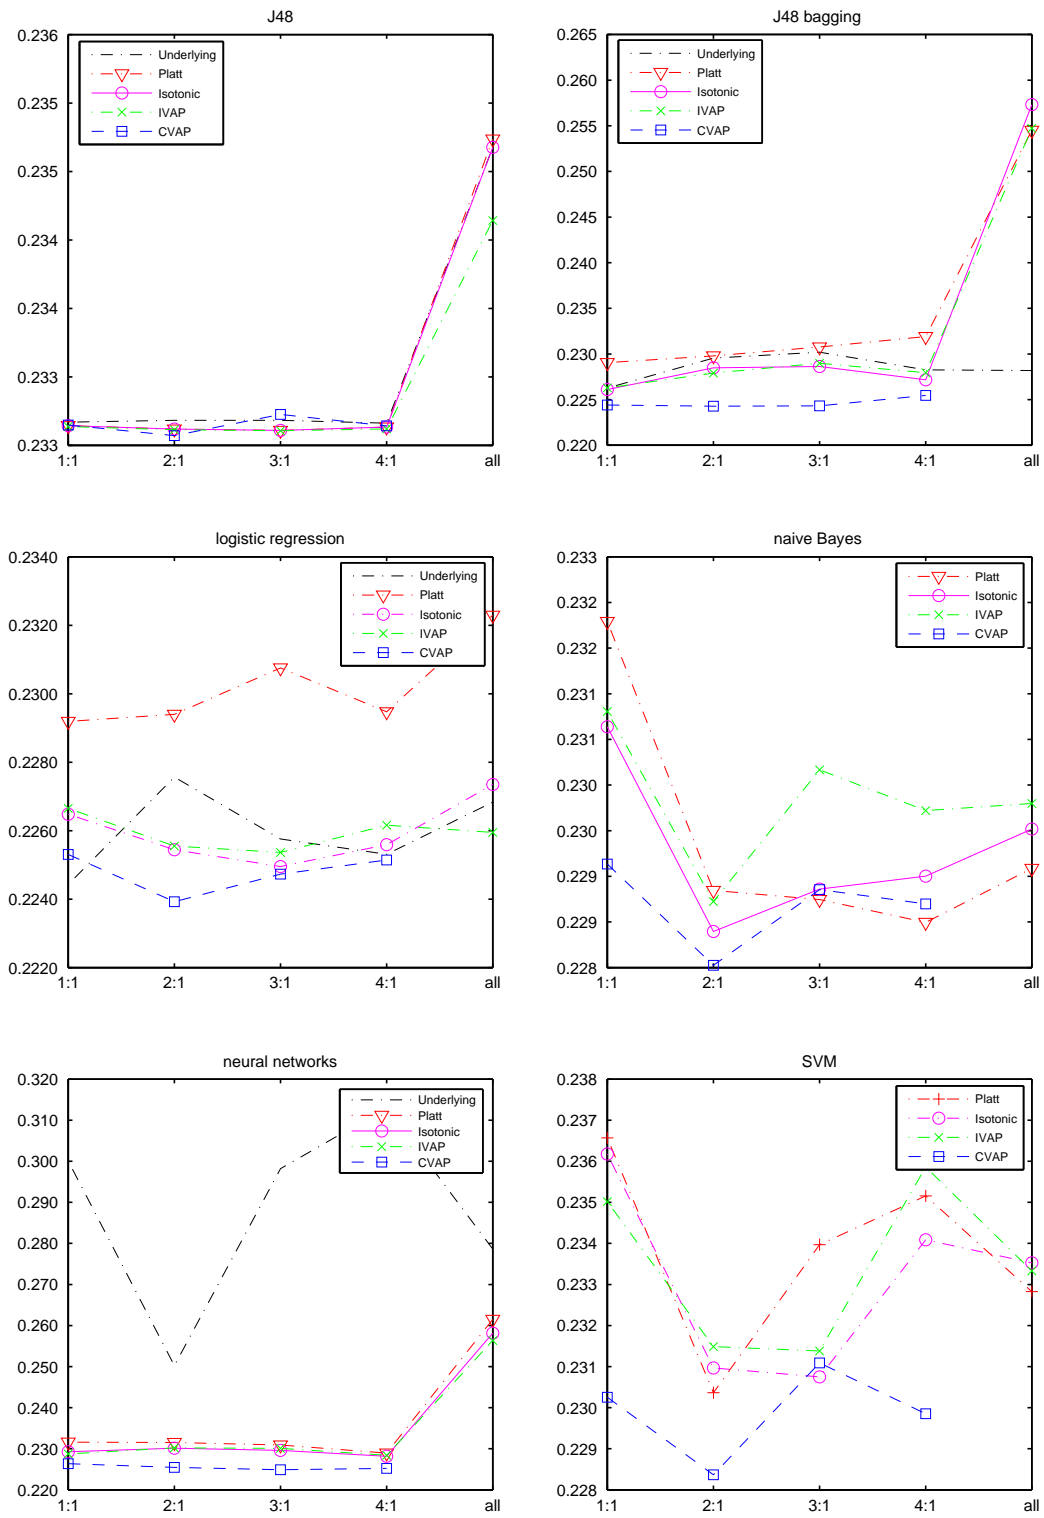 J48
0.236
0.235
0.235
0.234
0.234
0.233
0.233
1:1
2:1
3:1
4:1
all
Underlying
Platt
Isotonic
IVAP
CVAP
J48 bagging
0.265
0.260
0.255
0.250
0.245
0.240
0.235
0.230
0.225
0.220
1:1
2:1
3:1
4:1
all
Underlying
Platt
Isotonic
IVAP
CVAP
logistic regression
0.2340
0.2320
0.2300
0.2280
0.2260
0.2240
0.2220
1:1
2:1
3:1
4:1
all
Underlying
Platt
Isotonic
IVAP
CVAP
naive Bayes
0.233
0.232
0.232
0.231
0.231
0.230
0.230
0.229
0.229
0.228
1:1
2:1
3:1
4:1
all
Platt
Isotonic
IVAP
CVAP
neural networks
0.320
0.310
0.300
0.290
0.280
0.270
0.260
0.250
0.240
0.230
0.220
1:1
2:1
3:1
4:1
all
Underlying
Platt
Isotonic
IVAP
CVAP
SVM
0.238
0.237
0.236
0.235
0.234
0.233
0.232
0.231
0.230
0.229
0.228
1:1
2:1
3:1
4:1
all
Platt
Isotonic
IVAP
CVAP